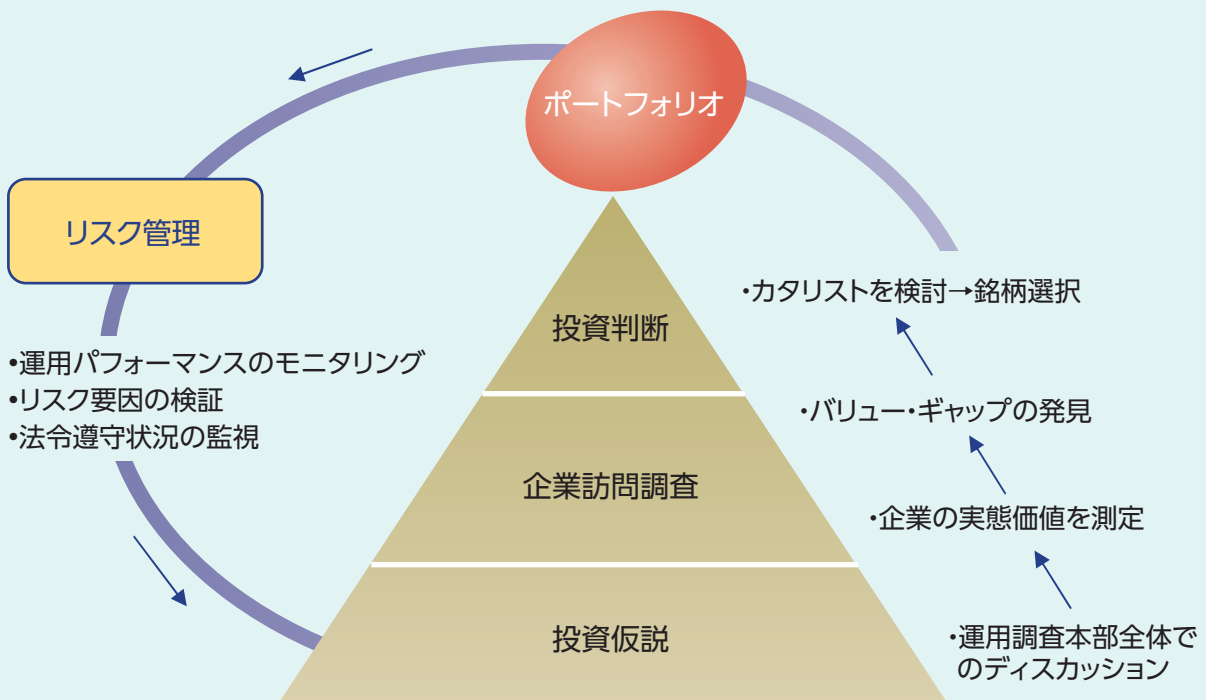 ポートフォリオ
リスク管理
・カタリストを検討→銘柄選択
投資判断
•運用パフォーマンスのモニタリング
•リスク要因の検証
•法令遵守状況の監視
・バリュー・ギャップの発見
企業訪問調査
・企業の実態価値を測定
投資仮説
・運用調査本部全体で
のディスカッション